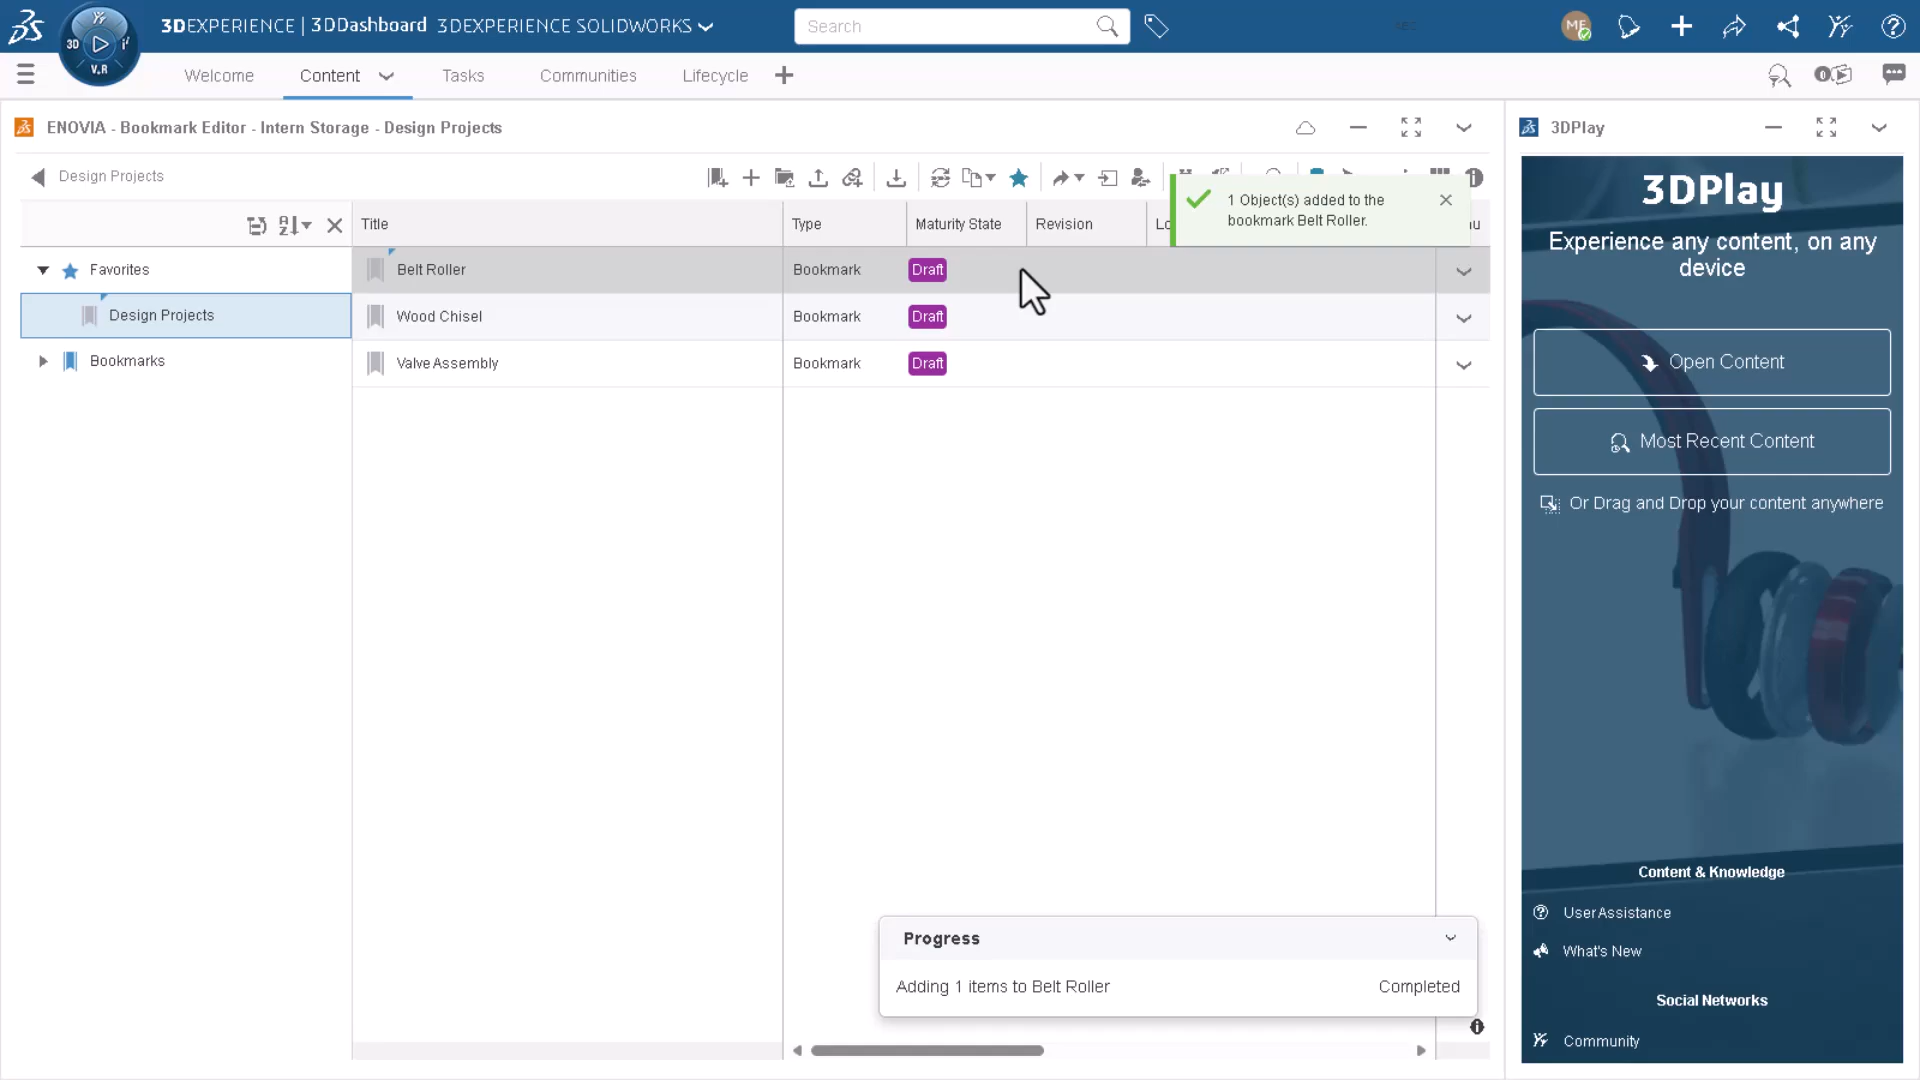 3DEXPERIENCE | 3DDashboard 3DEXPERIENCE SOLIDWORKS
Search
ME
3D
V.R
Welcome
Content
Tasks
Communities
Lifecycle
0
ENOVIA - Bookmark Editor - Intern Storage - Design Projects
3DPlay
Design Projects
1 Object(s) added to the
bookmark Belt Roller.
Title
Type
Maturity State
Revision
Favorites
Design Projects
Bookmarks
Belt Roller
Bookmark
Draft
Wood Chisel
Bookmark
Draft
Valve Assembly
Bookmark
Draft
Progress
Adding 1 items to Belt Roller
Completed
3DPlay
Experience any content, on any
device
Open Content
Most Recent Content
Or Drag and Drop your content anywhere
Content & Knowledge
User Assistance
What's New
Social Networks
Community